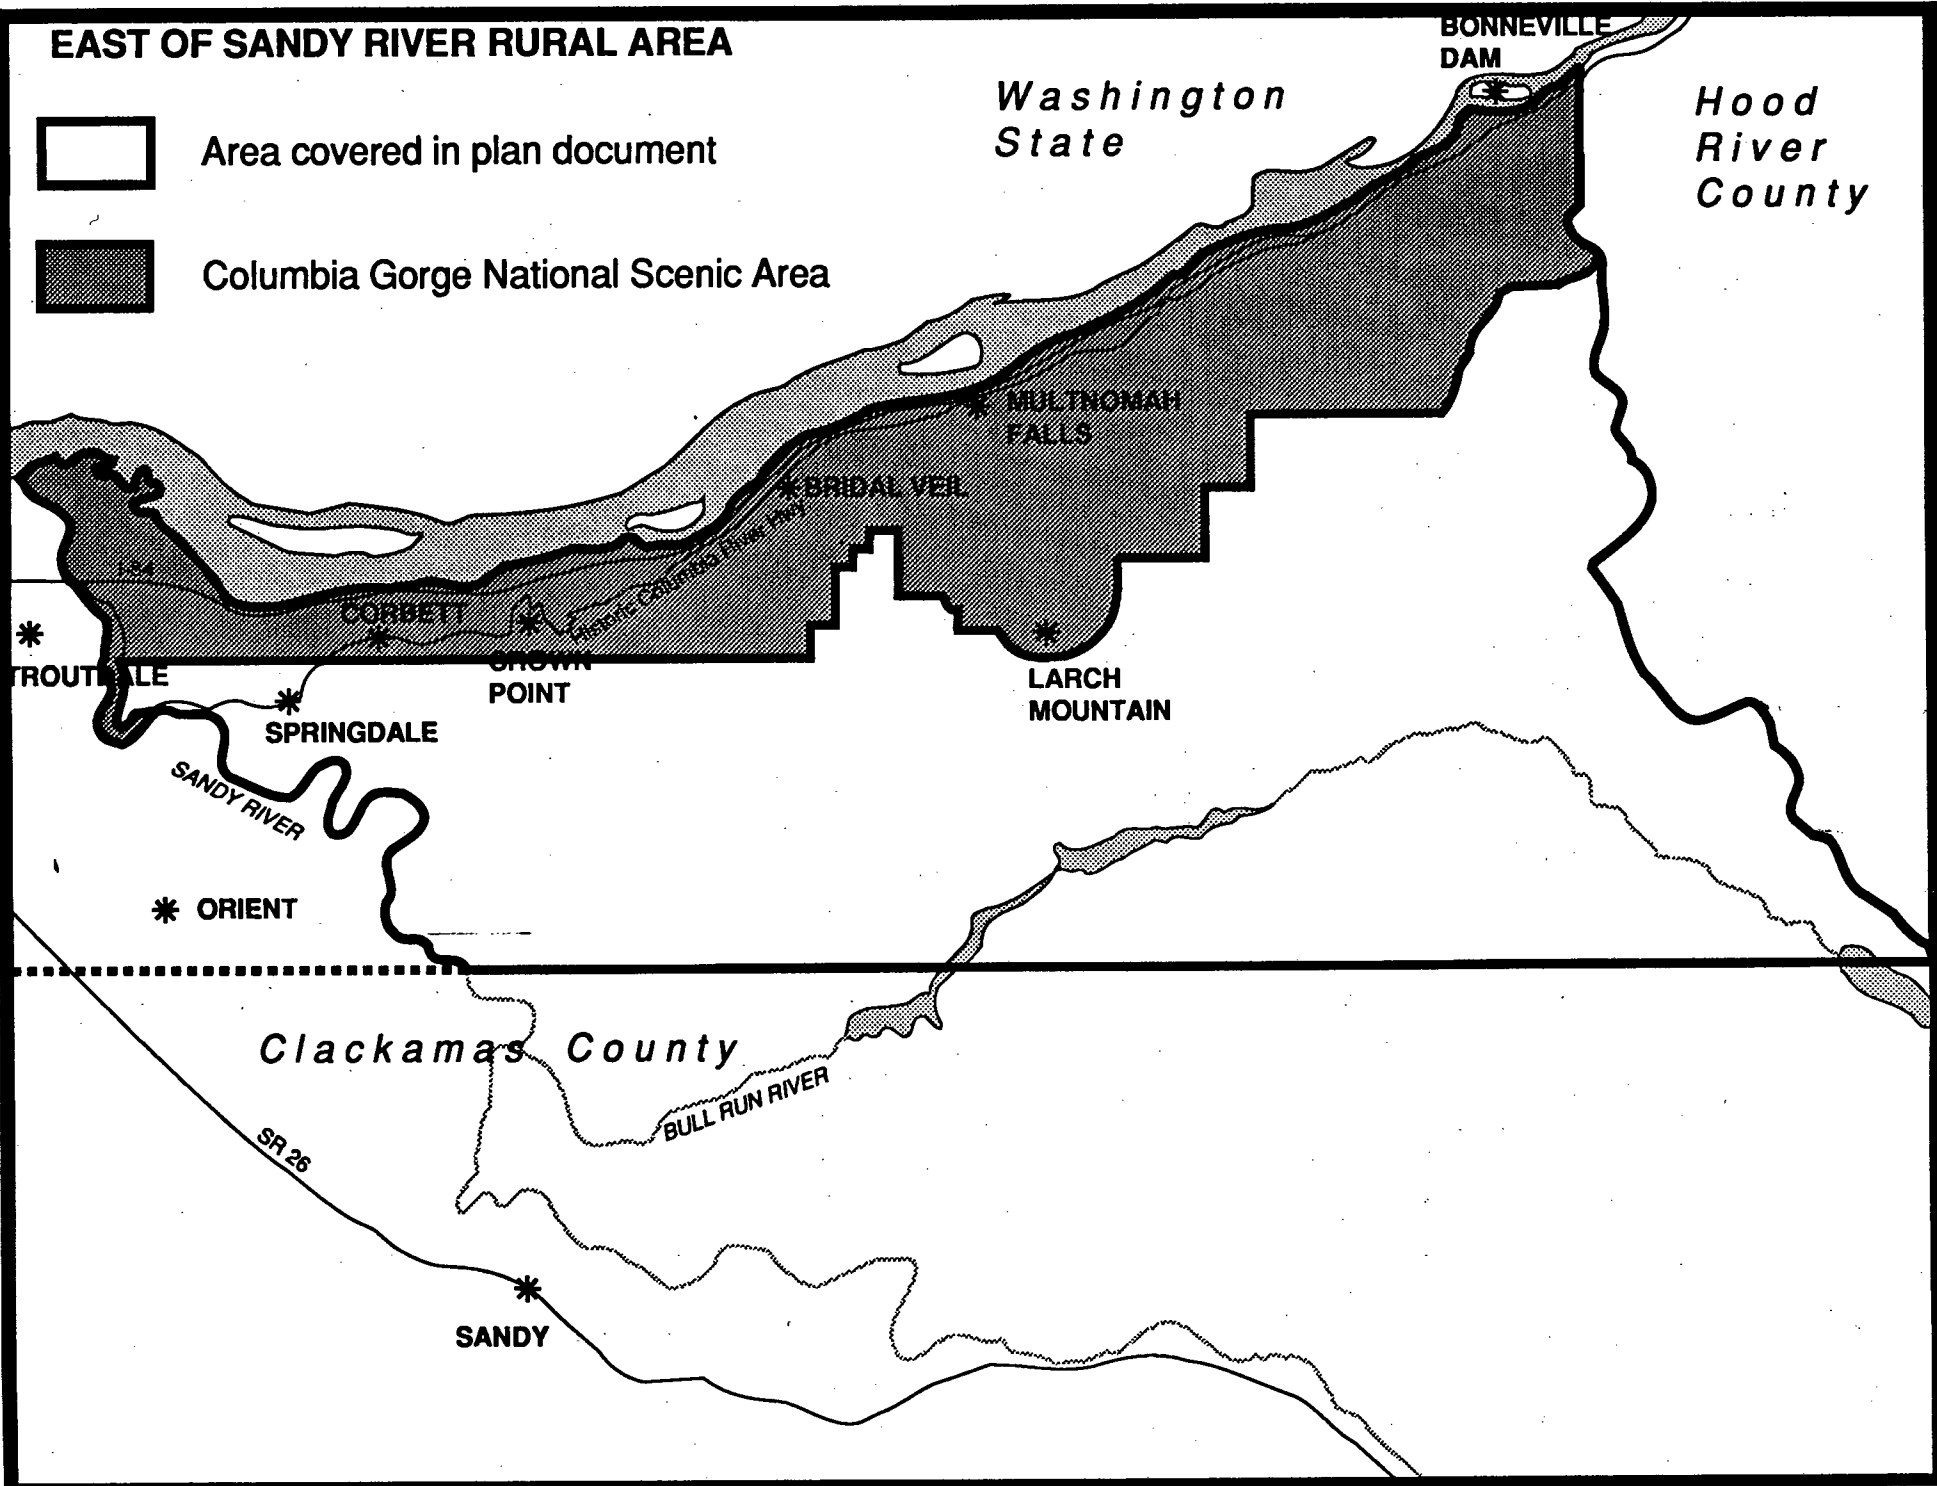 EAST OF SANDY RIVER RURAL AREA
Area covered in plan document
Columbia Gorge National Scenic Area
BONNEVILLE
DAM
Washington
State
Hood
River
County
MULTNOMAH
FALLS
BRIDAL VEIL
Historic Columbia River Hwy
I-84
CORBETT
CROWN
POINT
TROUTDALE
SPRINGDALE
LARCH
MOUNTAIN
SANDY RIVER
ORIENT
Clackamas County
BULL RUN RIVER
SR 26
SANDY